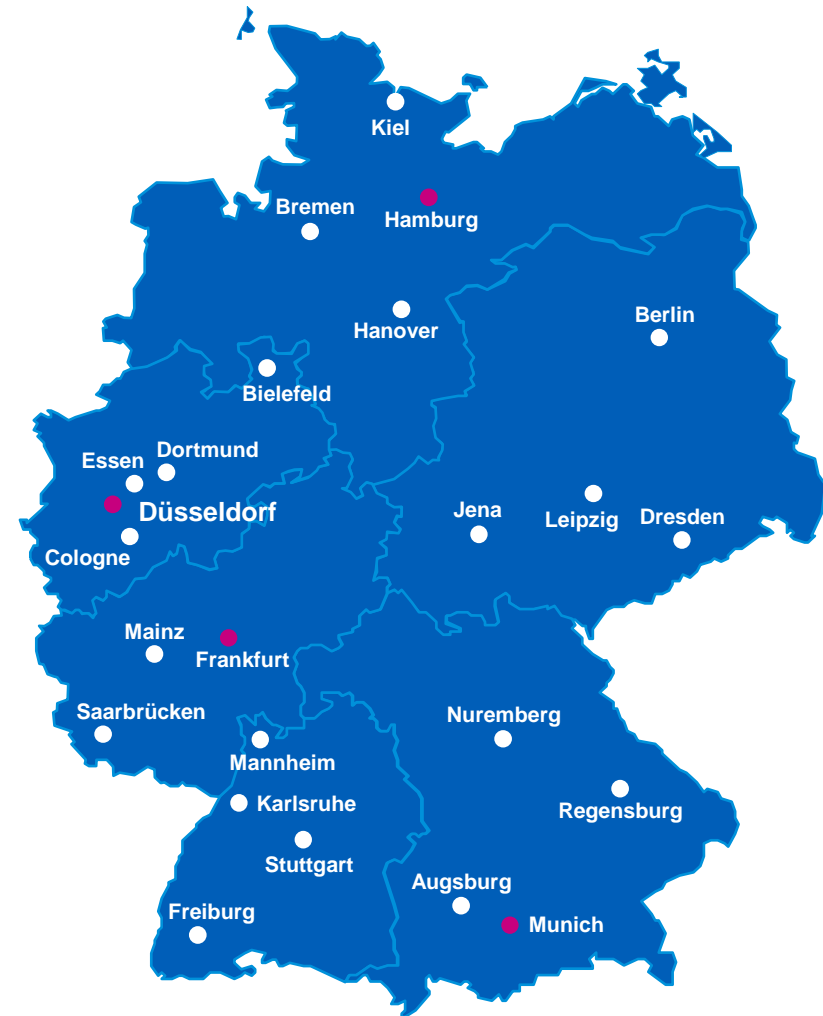 Kiel
Bremen
Hamburg
Hanover
Berlin
Bielefeld
Dortmund
Essen
Düsseldorf
Jena
Leipzig
Dresden
Cologne
Mainz
Frankfurt
Saarbrücken
Nuremberg
Mannheim
Karlsruhe
Regensburg
Stuttgart
Augsburg
Freiburg
Munich